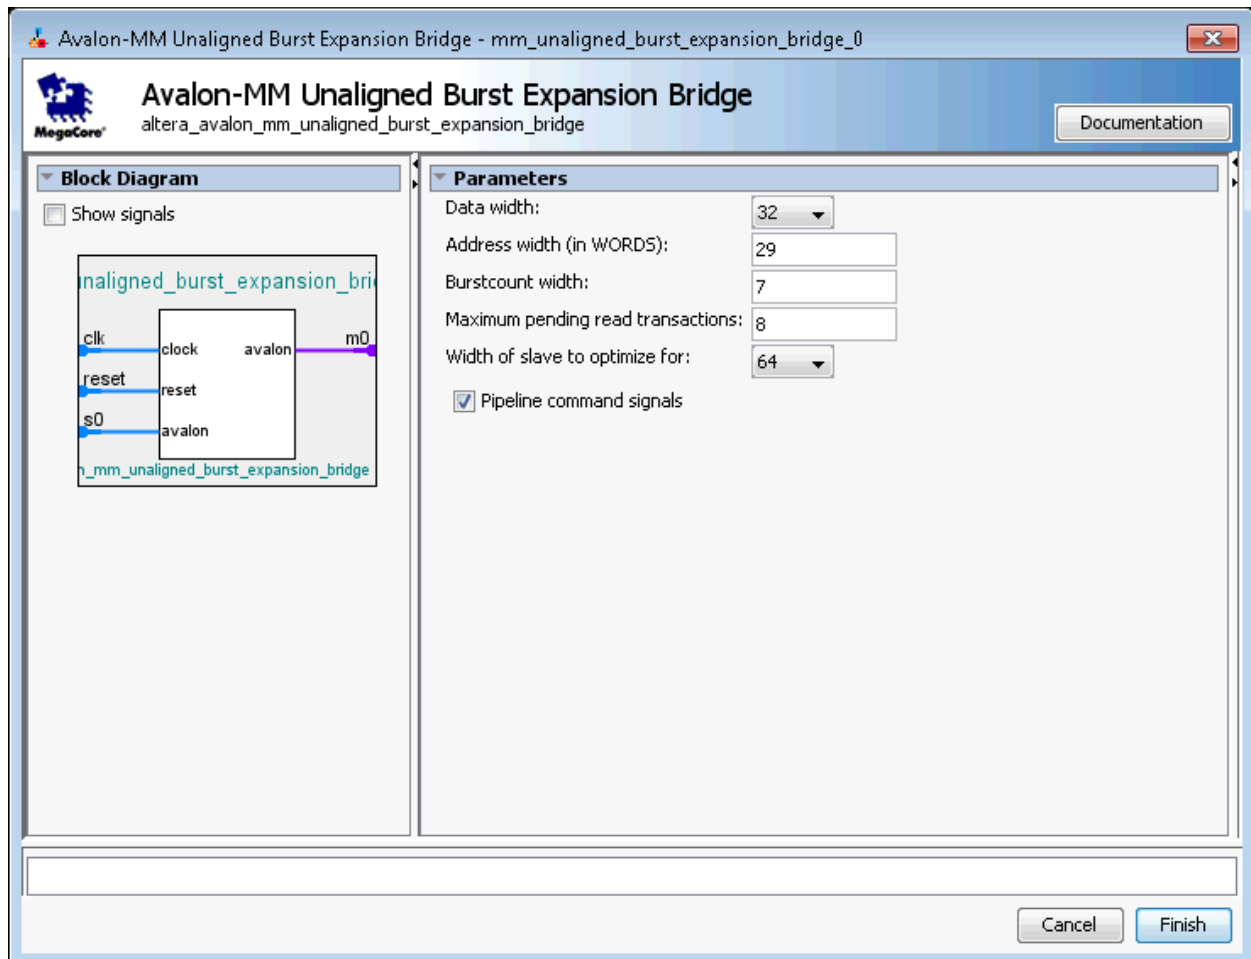 Avalon-MM Unaligned Burst Expansion Bridge - mm_unaligned_burst_expansion_bridge_0
Avalon-MM Unaligned Burst Expansion Bridge
altera_avalon_mm_unaligned_burst_expansion_bridge
MegaCore®
Documentation
Block Diagram
Show signals
unaligned_burst_expansion_bri
clk
clock
avalon
m0
reset
reset
s0
avalon
n_mm_unaligned_burst_expansion_bridge
Parameters
Data width: 32
Address width (in WORDS): 29
Burstcount width: 7
Maximum pending read transactions: 8
Width of slave to optimize for: 64
Pipeline command signals
Cancel
Finish